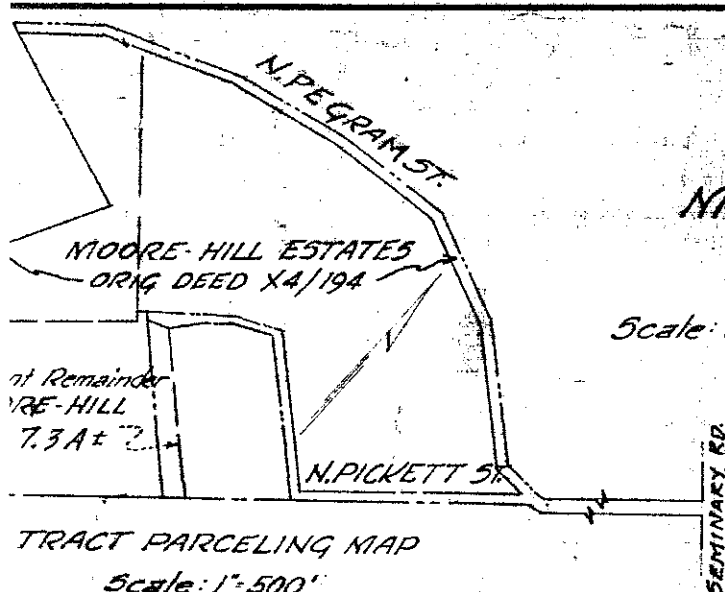 N. PEGRAM ST.
MOORE-HILL ESTATES
ORIG DEED X4/194
Scale:
Remainder
RE-HILL
7.3 A ±
N. PICKETT ST.
SEMINARY RD.
TRACT PARCELING MAP
Scale: 1"=500'